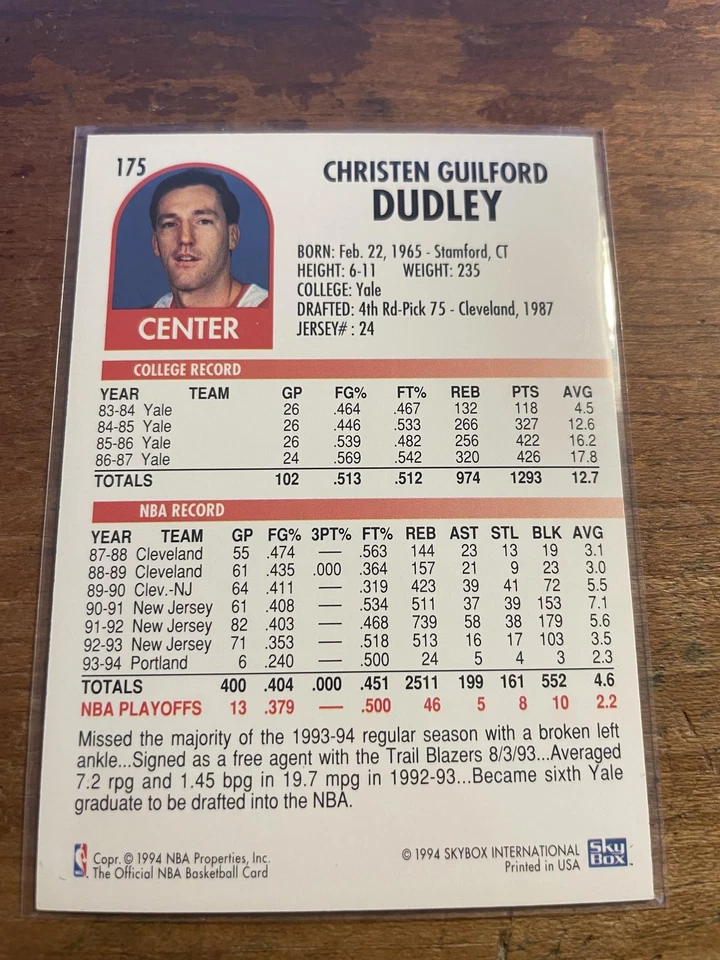 175
CHRISTEN GUILFORD
DUDLEY
BORN: Feb. 22, 1965 - Stamford, CT
HEIGHT: 6-11 WEIGHT: 235
COLLEGE: Yale
DRAFTED: 4th Rd-Pick 75 - Cleveland, 1987
JERSEY# : 24
CENTER
COLLEGE RECORD
YEAR TEAM GP FG% FT% REB PTS AVG
83-84 Yale 26 .464 .467 132 118 4.5
84-85 Yale 26 .446 .533 266 327 12.6
85-86 Yale 26 .539 .482 256 422 16.2
86-87 Yale 24 .569 .542 320 426 17.8
TOTALS 102 .513 .512 974 1293 12.7
NBA RECORD
YEAR TEAM GP FG% 3PT% FT% REB AST STL BLK AVG
87-88 Cleveland 55 .474 — .563 144 23 13 19 3.1
88-89 Cleveland 61 .435 .000 .364 157 21 9 23 3.0
89-90 Clev.-NJ 64 .411 — .319 423 39 41 72 5.5
90-91 New Jersey 61 .408 — .534 511 37 39 153 7.1
91-92 New Jersey 82 .403 — .468 739 58 38 179 5.6
92-93 New Jersey 71 .353 — .518 513 16 17 103 3.5
93-94 Portland 6 .240 — .500 24 5 4 3 2.3
TOTALS 400 .404 .000 .451 2511 199 161 552 4.6
NBA PLAYOFFS 13 .379 — .500 46 5 8 10 2.2
Missed the majority of the 1993-94 regular season with a broken left
ankle...Signed as a free agent with the Trail Blazers 8/3/93...Averaged
7.2 rpg and 1.45 bpg in 19.7 mpg in 1992-93...Became sixth Yale
graduate to be drafted into the NBA.
Copr. © 1994 NBA Properties, Inc.
The Official NBA Basketball Card
© 1994 SKYBOX INTERNATIONAL
Printed in USA
Sky
Box